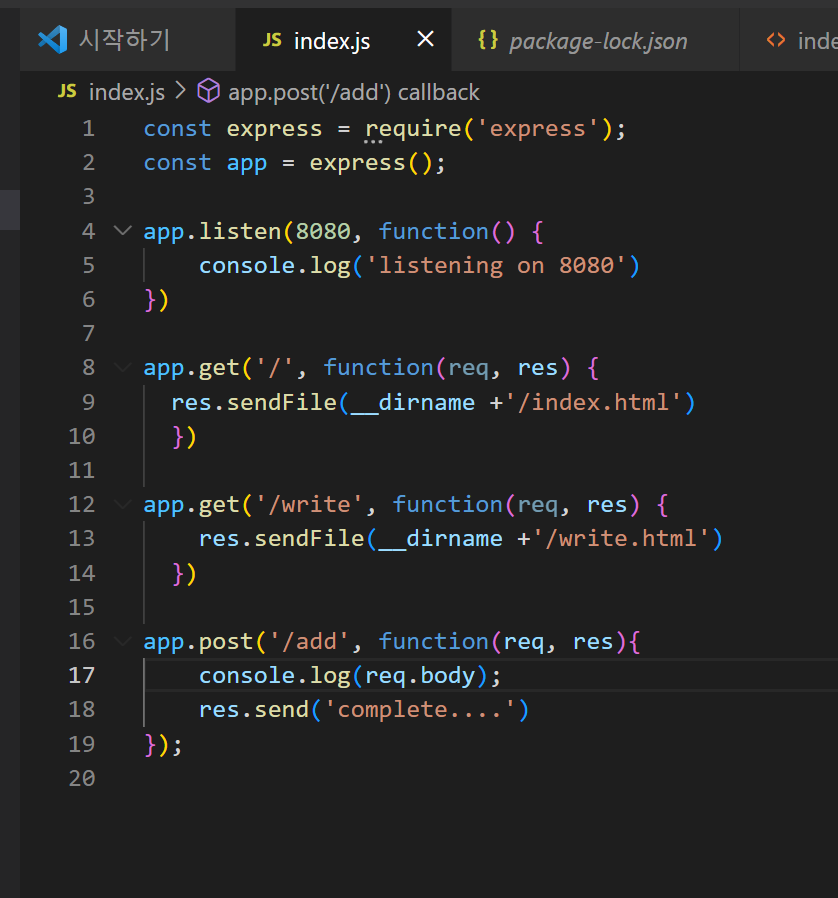 시작하기
JS index.js ×
{} package-lock.json
<> inde
JS index.js > app.post('/add') callback
1 const express = require('express');
2 const app = express();
3
4 app.listen(8080, function() {
5     console.log('listening on 8080')
6 })
7
8 app.get('/', function(req, res) {
9   res.sendFile(__dirname +'/index.html')
10   })
11
12 app.get('/write', function(req, res) {
13     res.sendFile(__dirname +'/write.html')
14   })
15
16 app.post('/add', function(req, res){
17     console.log(req.body);
18     res.send('complete....')
19 });
20